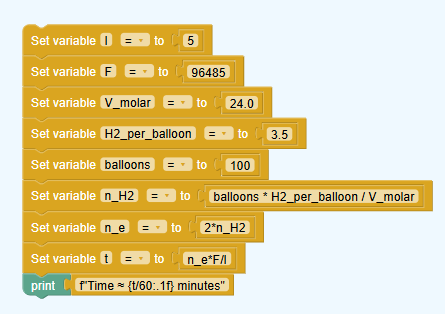 Set variable I = to 5
Set variable F = to 96485
Set variable V_molar = to 24.0
Set variable H2_per_balloon = to 3.5
Set variable balloons = to 100
Set variable n_H2 = to balloons * H2_per_balloon / V_molar
Set variable n_e = to 2*n_H2
Set variable t = to n_e*F/I
print f"Time ≈ {t/60:.1f} minutes"